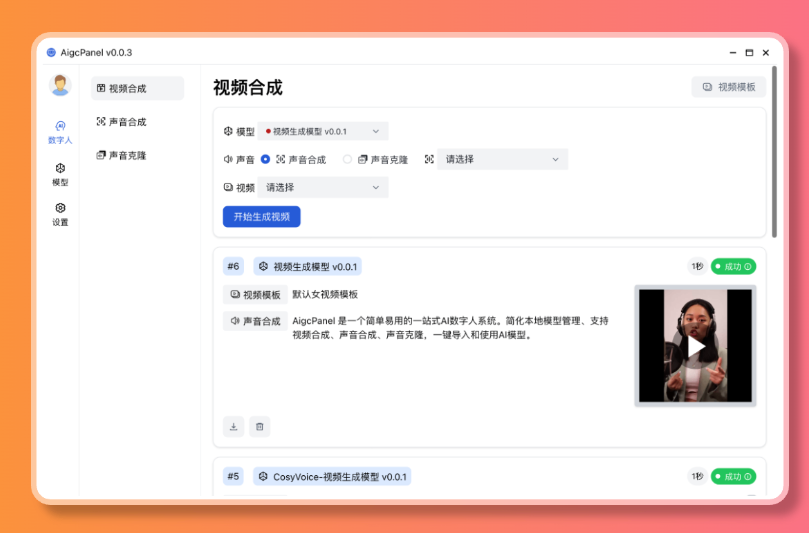 AigcPanel v0.0.3
数字人
模型
设置
视频合成
声音合成
声音克隆
视频合成
视频模板
模型 视频生成模型 v0.0.1
声音 声音合成 声音克隆 请选择
视频 请选择
开始生成视频
#6 视频生成模型 v0.0.1 1秒 成功
视频模板 默认女视频模板
声音合成 AigcPanel 是一个简单易用的一站式AI数字人系统。简化本地模型管理、支持
视频合成、声音合成、声音克隆，一键导入和使用AI模型。
#5 CosyVoice-视频生成模型 v0.0.1 1秒 成功